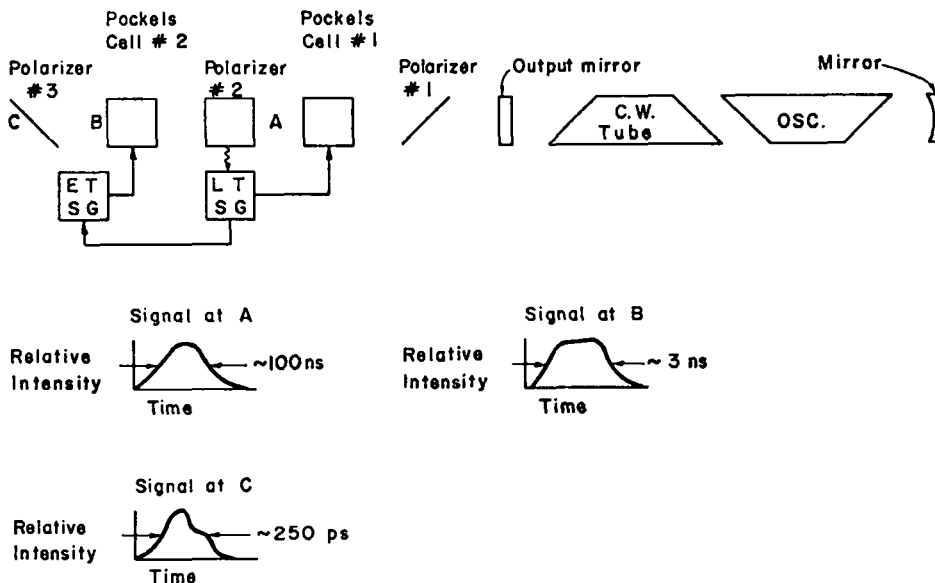 Pockels
Cell # 2
Pockels
Cell # 1
Polarizer
# 3
Polarizer
# 2
Polarizer
# 1
Output mirror
Mirror
C
B
A
C.W.
Tube
OSC.
E T
S G
L T
S G
Signal at A
Relative
Intensity
~100ns
Time
Signal at B
Relative
Intensity
~ 3 ns
Time
Signal at C
Relative
Intensity
~250 ps
Time